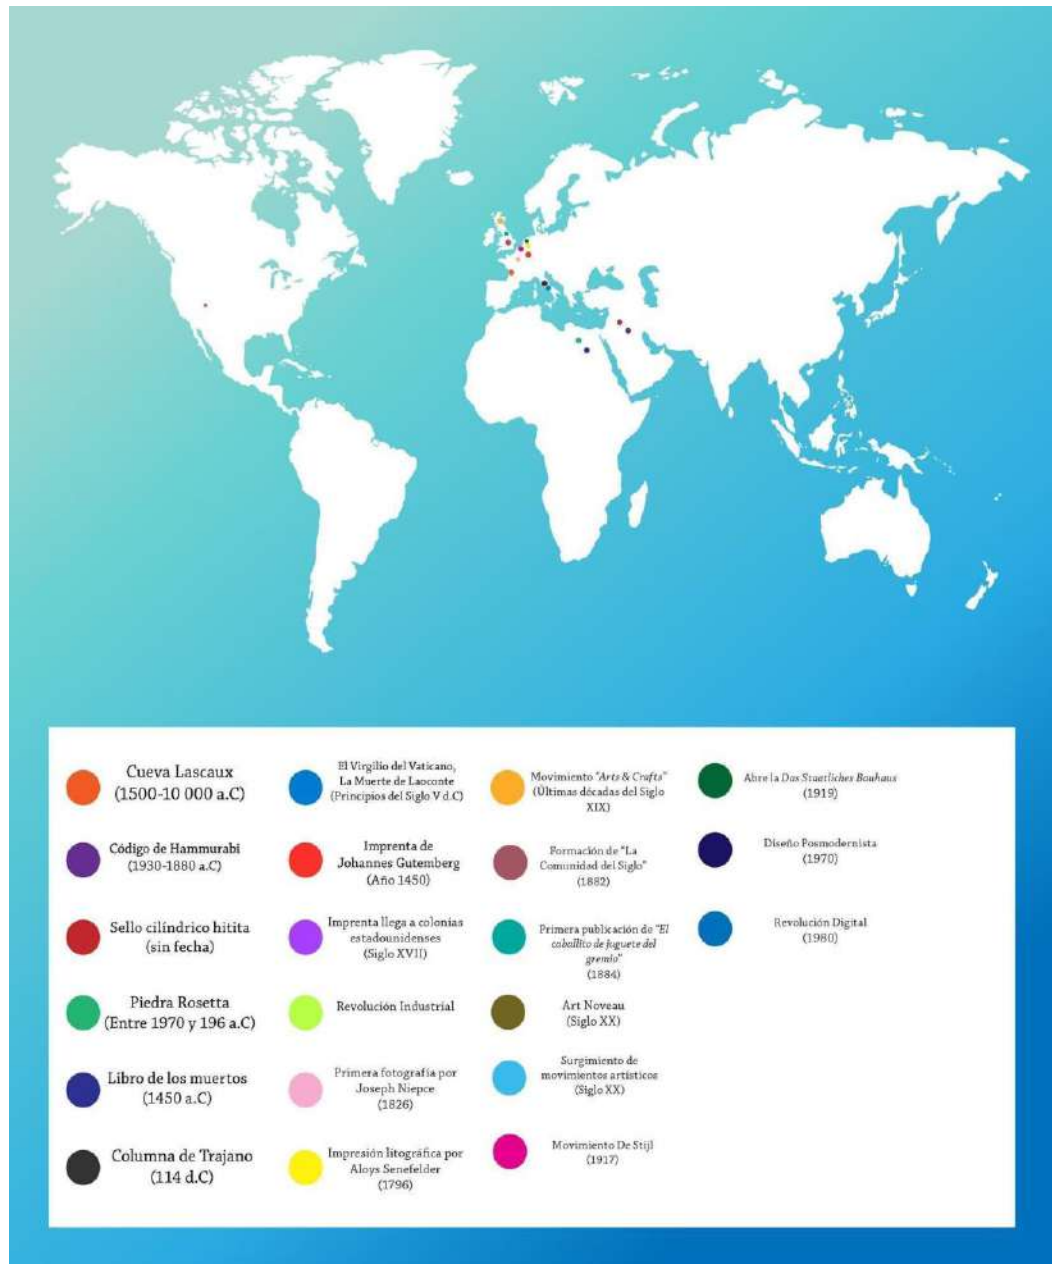 Cueva Lascaux
(1500-10 000 a.C)
Código de Hammurabi
(1930-1880 a.C)
Sello cilíndrico hitita
(sin fecha)
Piedra Rosetta
(Entre 1970 y 196 a.C)
Libro de los muertos
(1450 a.C)
Columna de Trajano
(114 d.C)
El Virgilio del Vaticano,
La Muerte de Laoconte
(Principios del Siglo V d.C)
Imprenta de
Johannes Gutemberg
(Año 1450)
Imprenta llega a colonias
estadounidenses
(Siglo XVII)
Revolución Industrial
Primera fotografía por
Joseph Niepce
(1826)
Impresión litográfica por
Aloys Senefelder
(1796)
Movimiento "Arts & Crafts"
(Últimas décadas del Siglo
XIX)
Formación de "La
Comunidad del Siglo"
(1882)
Primera publicación de "El
caballito de juguete del
gremio"
(1884)
Art Noveau
(Siglo XX)
Surgimiento de
movimientos artísticos
(Siglo XX)
Movimiento De Stijl
(1917)
Abre la Das Staatliches Bauhaus
(1919)
Diseño Posmodernista
(1970)
Revolución Digital
(1980)